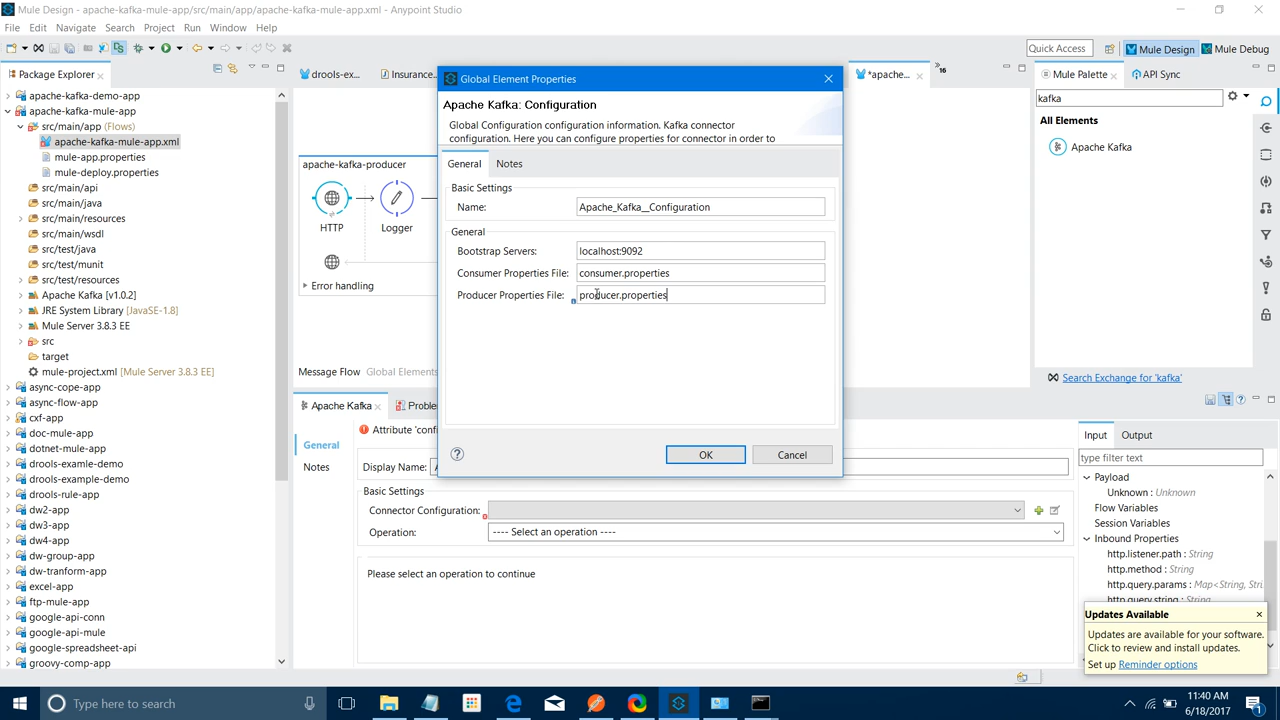 Mule Design - apache-kafka-mule-app/src/main/app/apache-kafka-mule-app.xml - Anypoint Studio
File Edit Navigate Search Project Run Window Help
Quick Access
Mule Design
Mule Debug
Package Explorer
apache-kafka-demo-app
apache-kafka-mule-app
src/main/app (Flows)
apache-kafka-mule-app.xml
mule-app.properties
mule-deploy.properties
src/main/api
src/main/java
src/main/resources
src/main/wsdl
src/test/java
src/test/munit
src/test/resources
Apache Kafka [v1.0.2]
JRE System Library [JavaSE-1.8]
Mule Server 3.8.3 EE
src
target
mule-project.xml [Mule Server 3.8.3 EE]
async-cope-app
async-flow-app
cxf-app
doc-mule-app
dotnet-mule-app
drools-examle-demo
drools-example-demo
drools-rule-app
dw2-app
dw3-app
dw4-app
dw-group-app
dw-tranform-app
excel-app
ftp-mule-app
google-api-conn
google-api-mule
google-spreadsheet-api
groovy-comp-app
drools-ex...
Insurance.
*apache...
16
apache-kafka-producer
HTTP
Logger
Error handling
Message Flow Global Elements
Global Element Properties
Apache Kafka: Configuration
Global Configuration configuration information. Kafka connector
configuration. Here you can configure properties for connector in order to
General Notes
Basic Settings
Name: Apache_Kafka__Configuration
General
Bootstrap Servers: localhost:9092
Consumer Properties File: consumer.properties
Producer Properties File: producer.properties
OK Cancel
Mule Palette
API Sync
kafka
All Elements
Apache Kafka
Search Exchange for 'kafka'
Apache Kafka
Proble
General
Notes
Attribute 'confi
Display Name:
Basic Settings
Connector Configuration:
Operation: ---- Select an operation ----
Please select an operation to continue
Input Output
type filter text
Payload
Unknown : Unknown
Flow Variables
Session Variables
Inbound Properties
http.listener.path : String
http.method : String
http.query.params : Map<String, Stri
http.query.string : String
Updates Available
Updates are available for your software.
Click to review and install updates.
Set up Reminder options
Type here to search
11:40 AM
6/18/2017
1